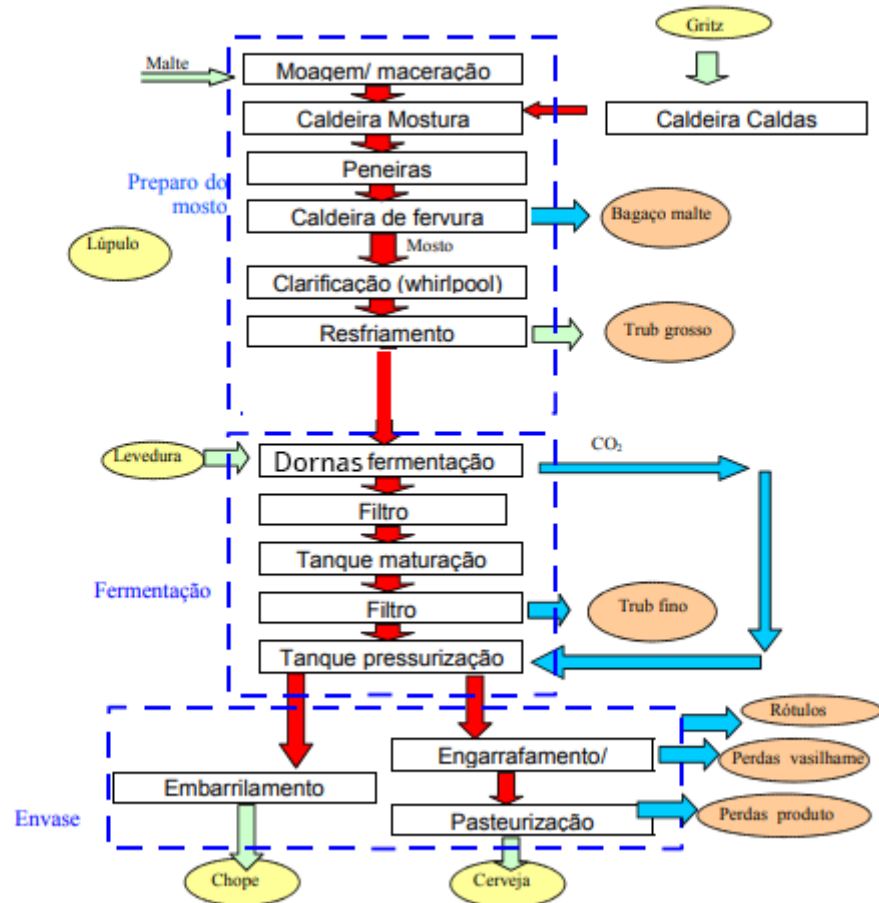 Gritz
Malte
Moagem/ maceração
Caldeira Mostura
Caldeira Caldas
Peneiras
Preparo do
mosto
Caldeira de fervura
Bagaço malte
Lúpulo
Mosto
Clarificação (whirlpool)
Resfriamento
Trub grosso
Levedura
Dornas fermentação
CO₂
Filtro
Tanque maturação
Fermentação
Filtro
Trub fino
Tanque pressurização
Rótulos
Engarrafamento/
Perdas vasilhame
Embarrilamento
Envase
Pasteurização
Perdas produto
Chope
Cerveja